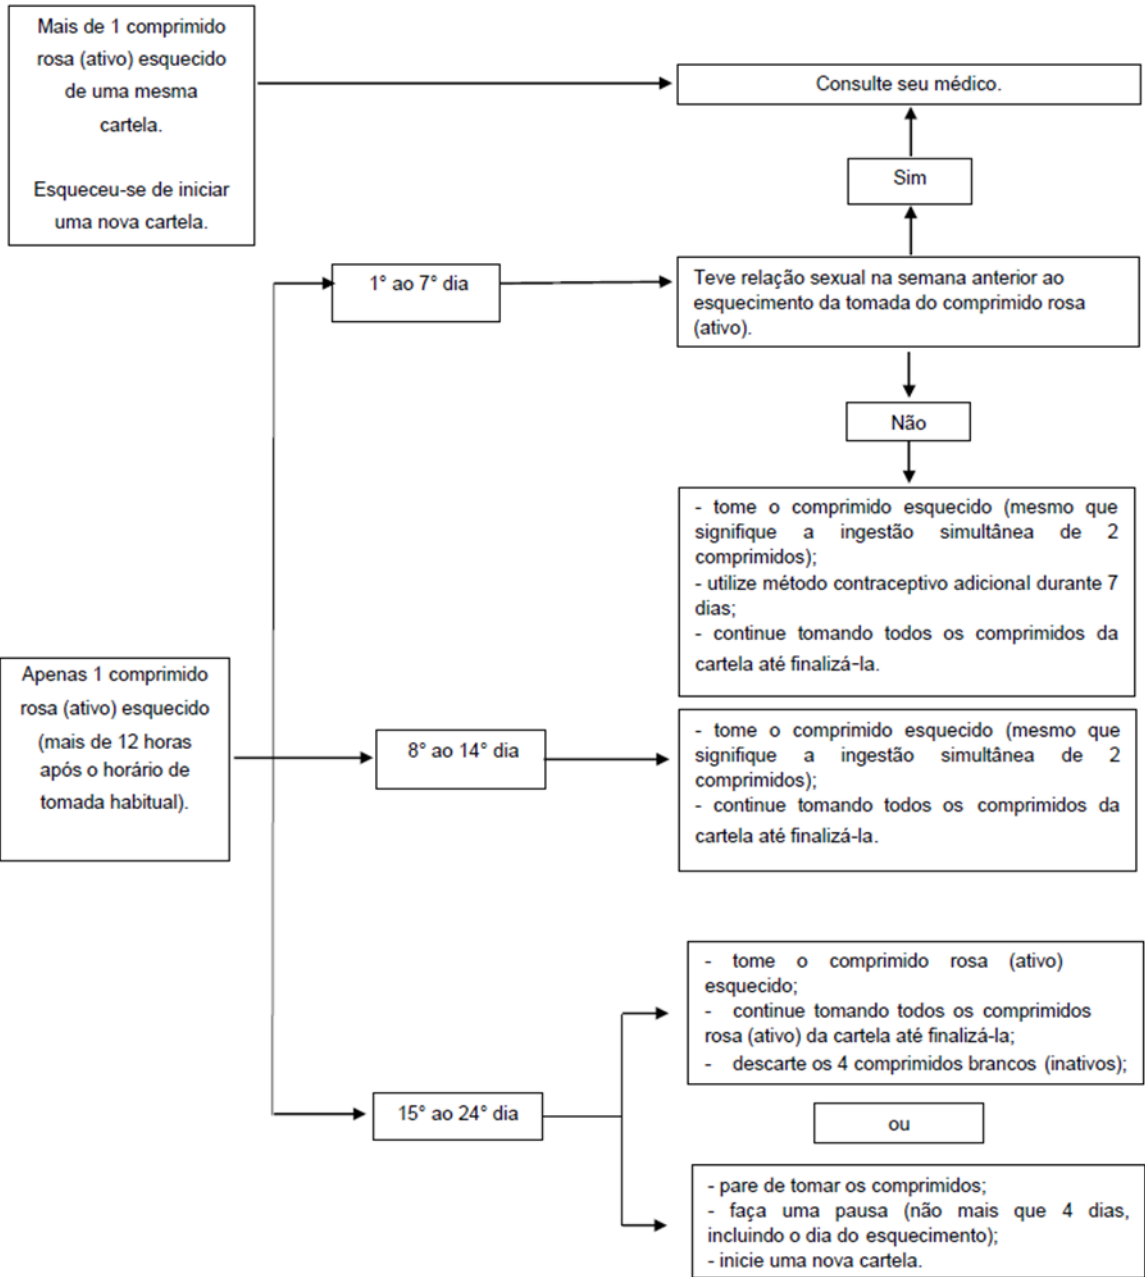 Mais de 1 comprimido
rosa (ativo) esquecido
de uma mesma
cartela.
Esqueceu-se de iniciar
uma nova cartela.
Consulte seu médico.
Sim
1° ao 7° dia
Teve relação sexual na semana anterior ao
esquecimento da tomada do comprimido rosa
(ativo).
Não
- tome o comprimido esquecido (mesmo que
signifique a ingestão simultânea de 2
comprimidos);
- utilize método contraceptivo adicional durante 7
dias;
- continue tomando todos os comprimidos da
cartela até finalizá-la.
Apenas 1 comprimido
rosa (ativo) esquecido
(mais de 12 horas
após o horário de
tomada habitual).
8° ao 14° dia
- tome o comprimido esquecido (mesmo que
signifique a ingestão simultânea de 2
comprimidos);
- continue tomando todos os comprimidos da
cartela até finalizá-la.
15° ao 24° dia
- tome o comprimido rosa (ativo)
esquecido;
- continue tomando todos os comprimidos
rosa (ativo) da cartela até finalizá-la;
- descarte os 4 comprimidos brancos (inativos);
ou
- pare de tomar os comprimidos;
- faça uma pausa (não mais que 4 dias,
incluindo o dia do esquecimento);
- inicie uma nova cartela.